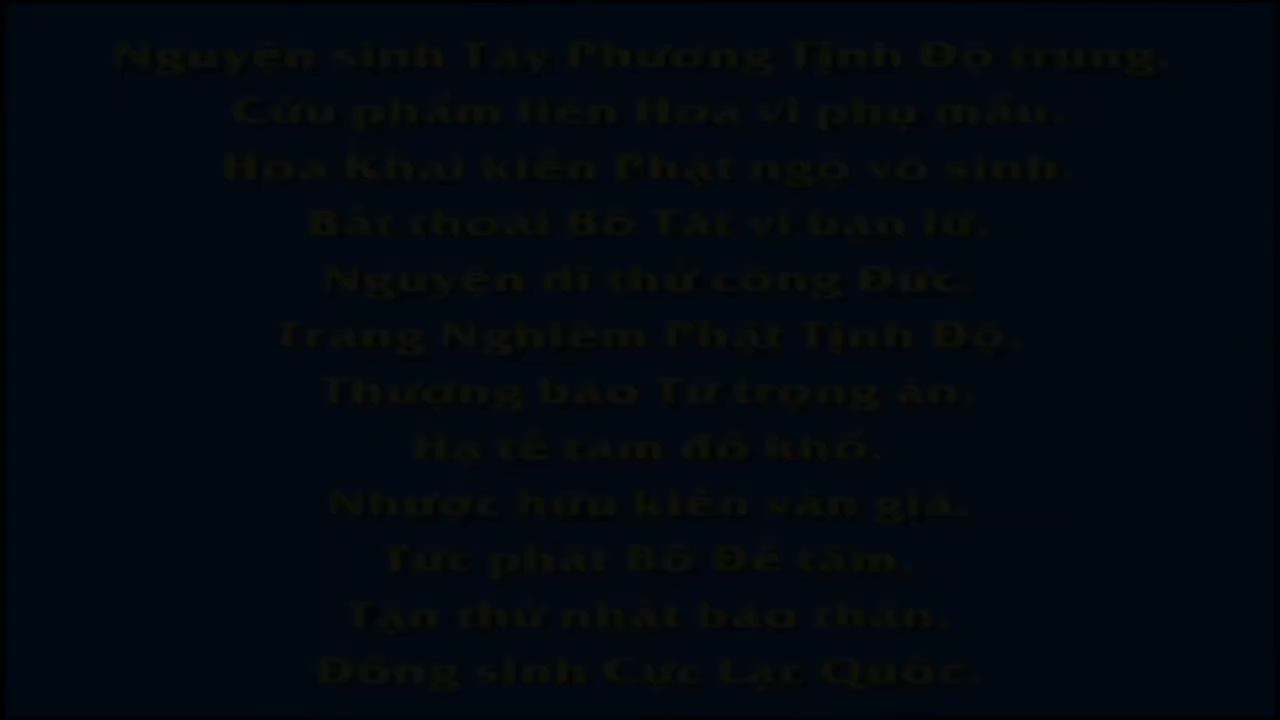 Nguyện sinh Tây Phương Tịnh Độ trung.
Cửu phẩm liên Hoa vi phụ mẫu.
Hoa Khai kiến Phật ngộ vô sinh.
Bất thoái Bồ Tát vi bạn lữ.
Nguyện dĩ thử công Đức.
Trang Nghiêm Phật Tịnh Độ.
Thượng báo Tứ trọng ân.
Hạ tế tam đồ khổ.
Nhược hữu kiến văn giả.
Tức phát Bồ Đề tâm.
Tận thử nhất báo thân.
Đồng sinh Cực Lạc Quốc.